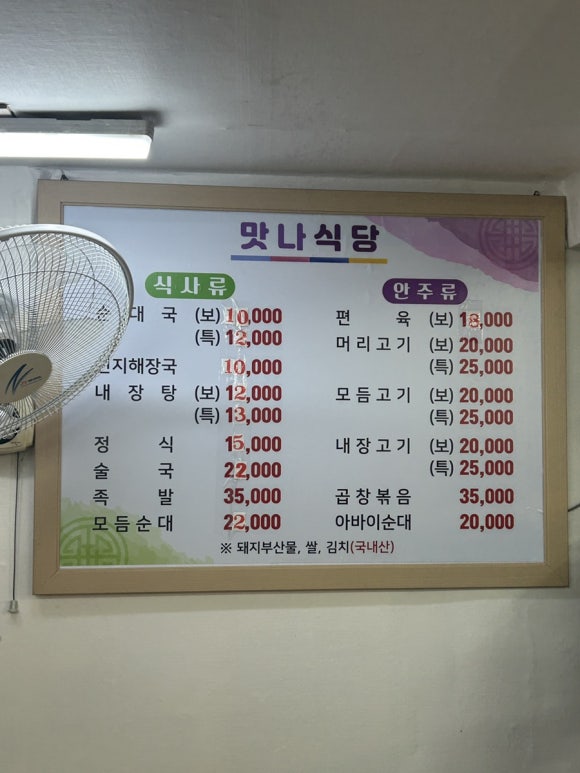 맛나식당
식사류
순대국 (보) 10,000
(특) 12,000
선지해장국 10,000
내장탕 (보) 12,000
(특) 13,000
정식 15,000
술국 22,000
족발 35,000
모듬순대 22,000
안주류
편육 (보) 18,000
머리고기 (보) 20,000
(특) 25,000
모듬고기 (보) 20,000
(특) 25,000
내장고기 (보) 20,000
(특) 25,000
곱창볶음 35,000
아바이순대 20,000
※ 돼지부산물, 쌀, 김치(국내산)